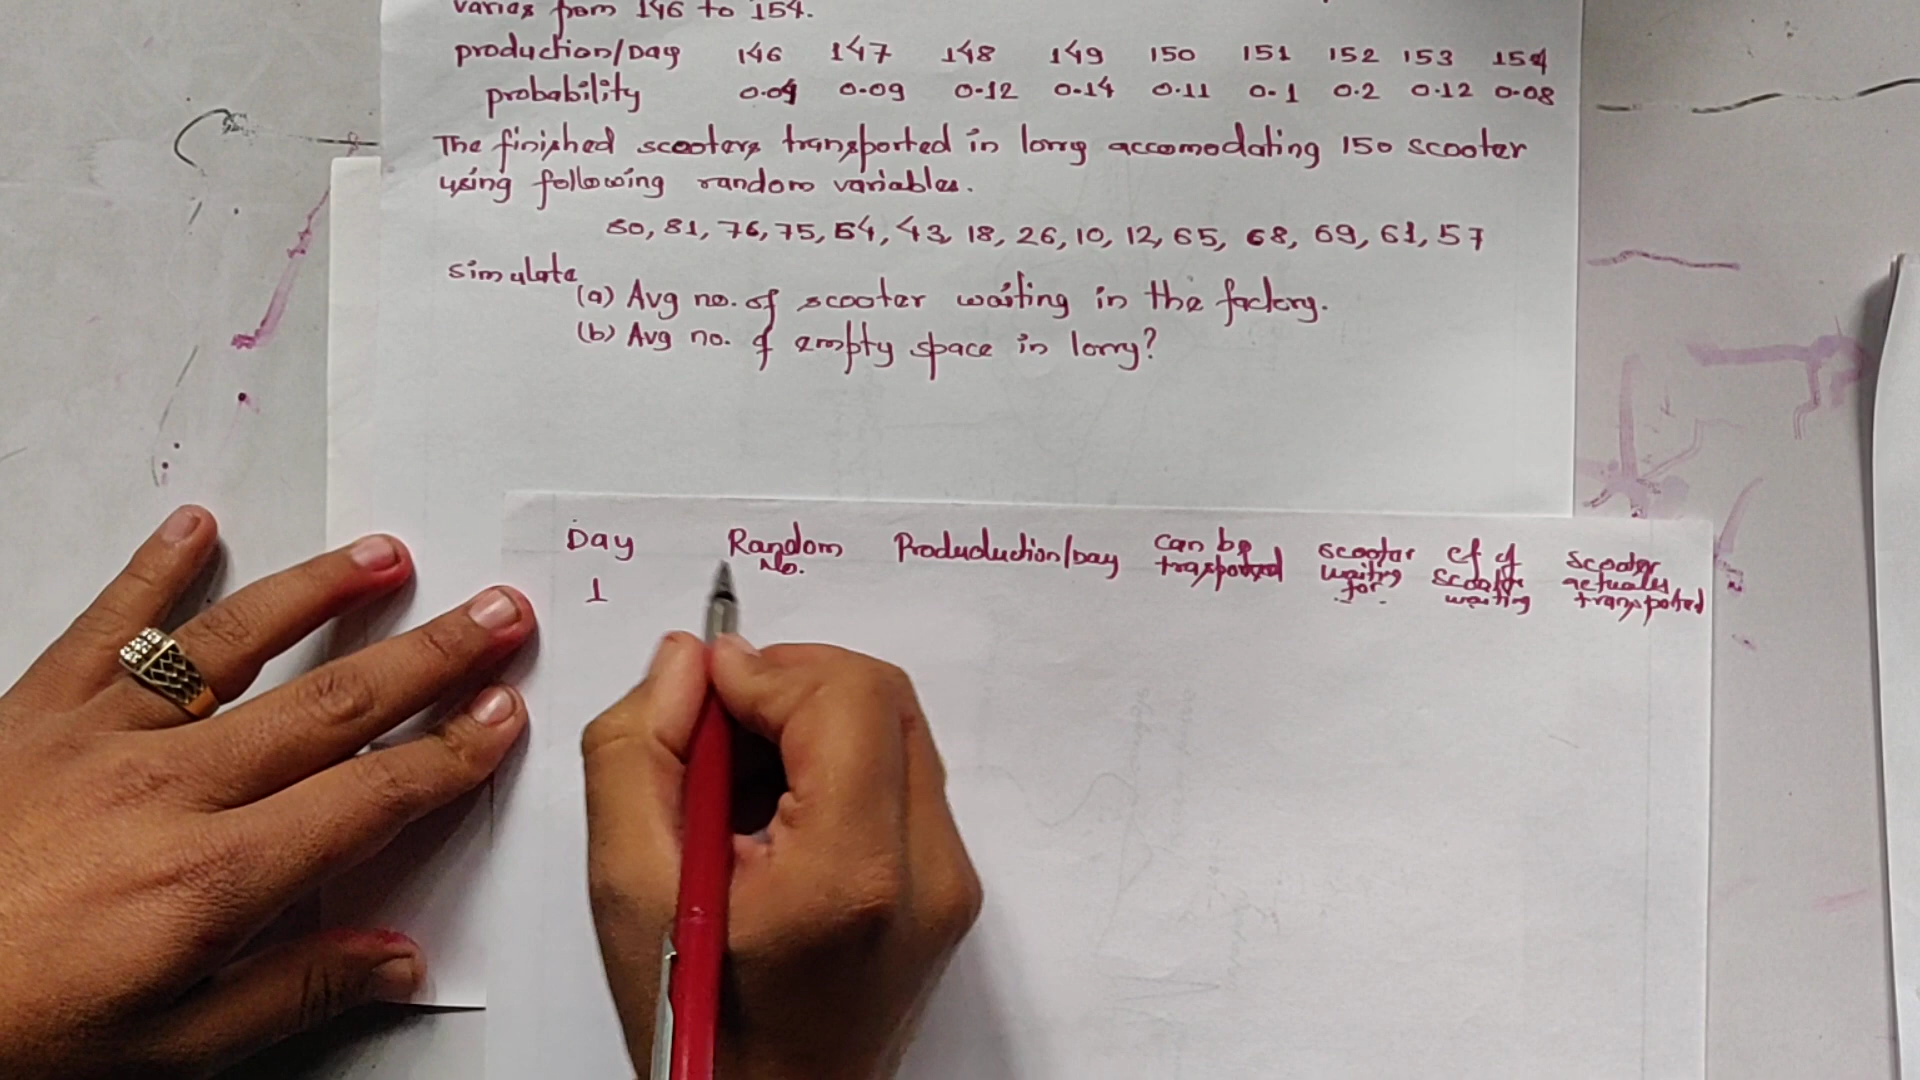 varies from 146 to 154.
production/Day 146 147 148 149 150 151 152 153 154
probability 0.04 0.09 0.12 0.14 0.11 0.1 0.2 0.12 0.08
The finished scooters transported in lorry accomodating 150 scooter
using following random variables.
80, 81, 76, 75, 64, 43, 18, 26, 10, 12, 65, 68, 69, 61, 57
simulate
(a) Avg no. of scooter waiting in the factory.
(b) Avg no. of empty space in lorry?
Day Random No. Produduction/Day can be trasported scooter waiting for cf of scooter waiting scooter actually transported
1